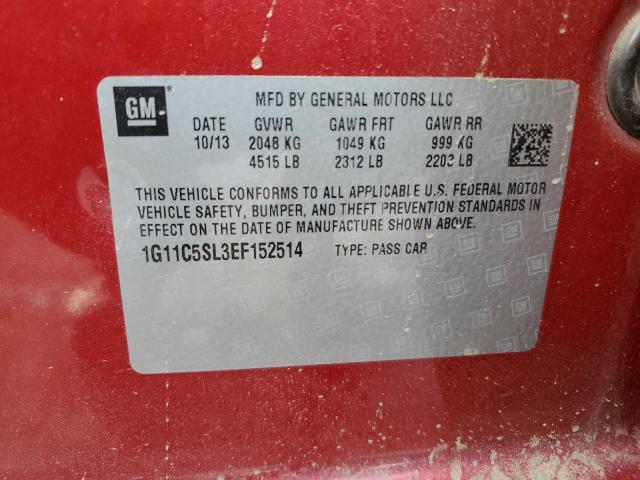 GM
MFD BY GENERAL MOTORS LLC
DATE GVWR GAWR FRT GAWR RR
10/13 2048 KG 1049 KG 999 KG
4515 LB 2312 LB 2203 LB
THIS VEHICLE CONFORMS TO ALL APPLICABLE U.S. FEDERAL MOTOR
VEHICLE SAFETY, BUMPER, AND THEFT PREVENTION STANDARDS IN
EFFECT ON THE DATE OF MANUFACTURE SHOWN ABOVE.
1G11C5SL3EF152514 TYPE: PASS CAR